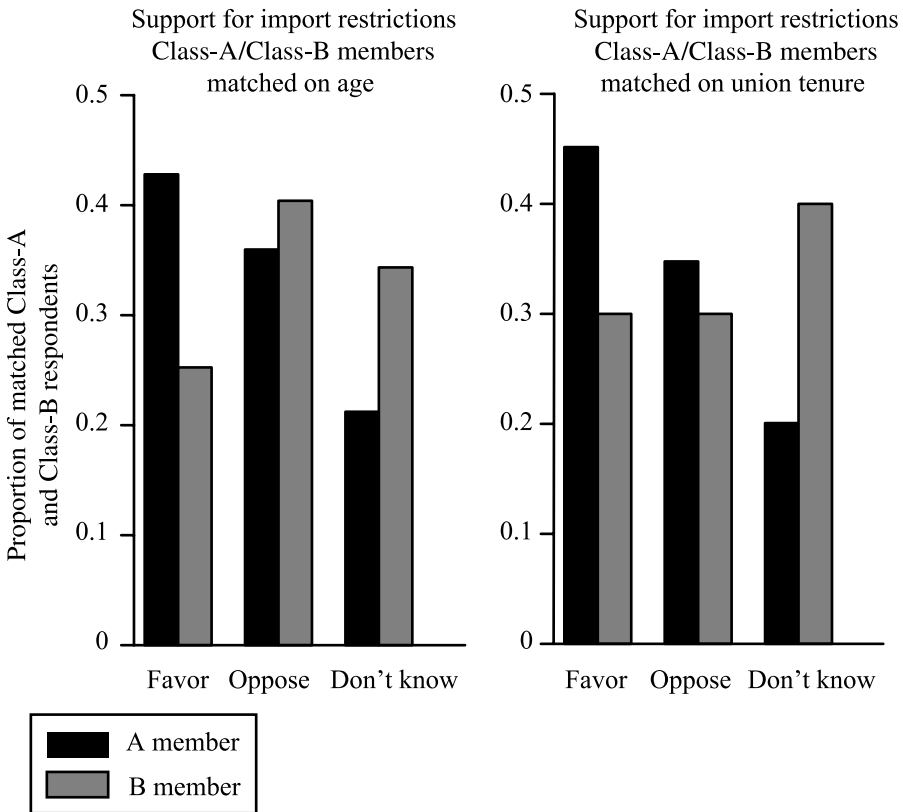 Support for import restrictions
Class-A/Class-B members
matched on age
Proportion of matched Class-A
and Class-B respondents
0.5
0.4
0.3
0.2
0.1
0
Favor Oppose Don’t know
Support for import restrictions
Class-A/Class-B members
matched on union tenure
0.5
0.4
0.3
0.2
0.1
0
Favor Oppose Don’t know
A member
B member